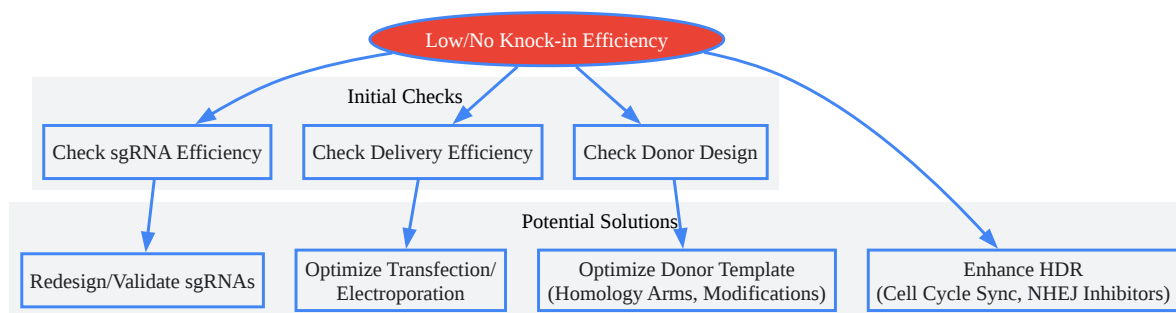 Low/No Knock-in Efficiency
Initial Checks
Check sgRNA Efficiency
Check Delivery Efficiency
Check Donor Design
Potential Solutions
Redesign/Validate sgRNAs
Optimize Transfection/
Electroporation
Optimize Donor Template
(Homology Arms, Modifications)
Enhance HDR
(Cell Cycle Sync, NHEJ Inhibitors)